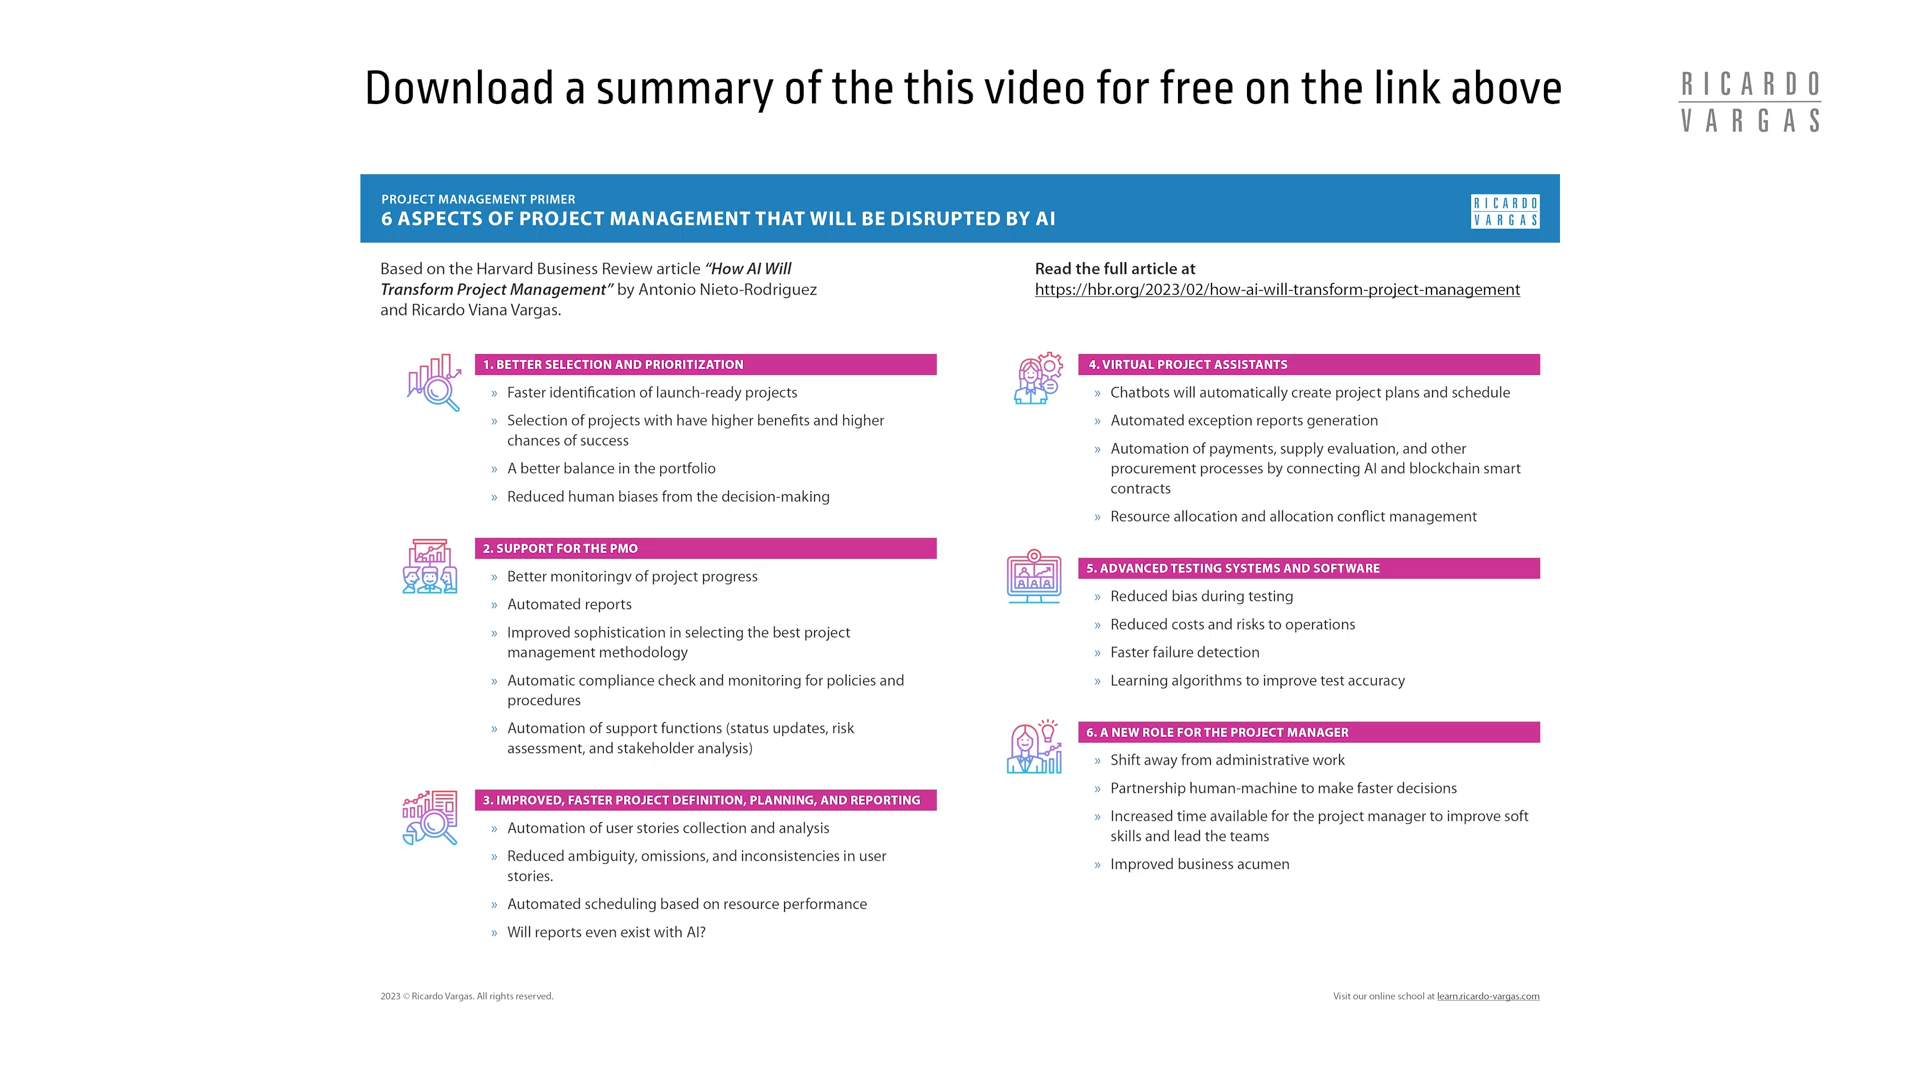 Download a summary of the this video for free on the link above
RICARDO
VARGAS
PROJECT MANAGEMENT PRIMER
6 ASPECTS OF PROJECT MANAGEMENT THAT WILL BE DISRUPTED BY AI
RICARDO
VARGAS
Based on the Harvard Business Review article “How AI Will
Transform Project Management” by Antonio Nieto-Rodriguez
and Ricardo Viana Vargas.
Read the full article at
https://hbr.org/2023/02/how-ai-will-transform-project-management
1. BETTER SELECTION AND PRIORITIZATION
» Faster identification of launch-ready projects
» Selection of projects with have higher benefits and higher
chances of success
» A better balance in the portfolio
» Reduced human biases from the decision-making
2. SUPPORT FOR THE PMO
» Better monitoringv of project progress
» Automated reports
» Improved sophistication in selecting the best project
management methodology
» Automatic compliance check and monitoring for policies and
procedures
» Automation of support functions (status updates, risk
assessment, and stakeholder analysis)
3. IMPROVED, FASTER PROJECT DEFINITION, PLANNING, AND REPORTING
» Automation of user stories collection and analysis
» Reduced ambiguity, omissions, and inconsistencies in user
stories.
» Automated scheduling based on resource performance
» Will reports even exist with AI?
4. VIRTUAL PROJECT ASSISTANTS
» Chatbots will automatically create project plans and schedule
» Automated exception reports generation
» Automation of payments, supply evaluation, and other
procurement processes by connecting AI and blockchain smart
contracts
» Resource allocation and allocation conflict management
5. ADVANCED TESTING SYSTEMS AND SOFTWARE
» Reduced bias during testing
» Reduced costs and risks to operations
» Faster failure detection
» Learning algorithms to improve test accuracy
6. A NEW ROLE FOR THE PROJECT MANAGER
» Shift away from administrative work
» Partnership human-machine to make faster decisions
» Increased time available for the project manager to improve soft
skills and lead the teams
» Improved business acumen
2023 © Ricardo Vargas. All rights reserved.
Visit our online school at learn.ricardo-vargas.com